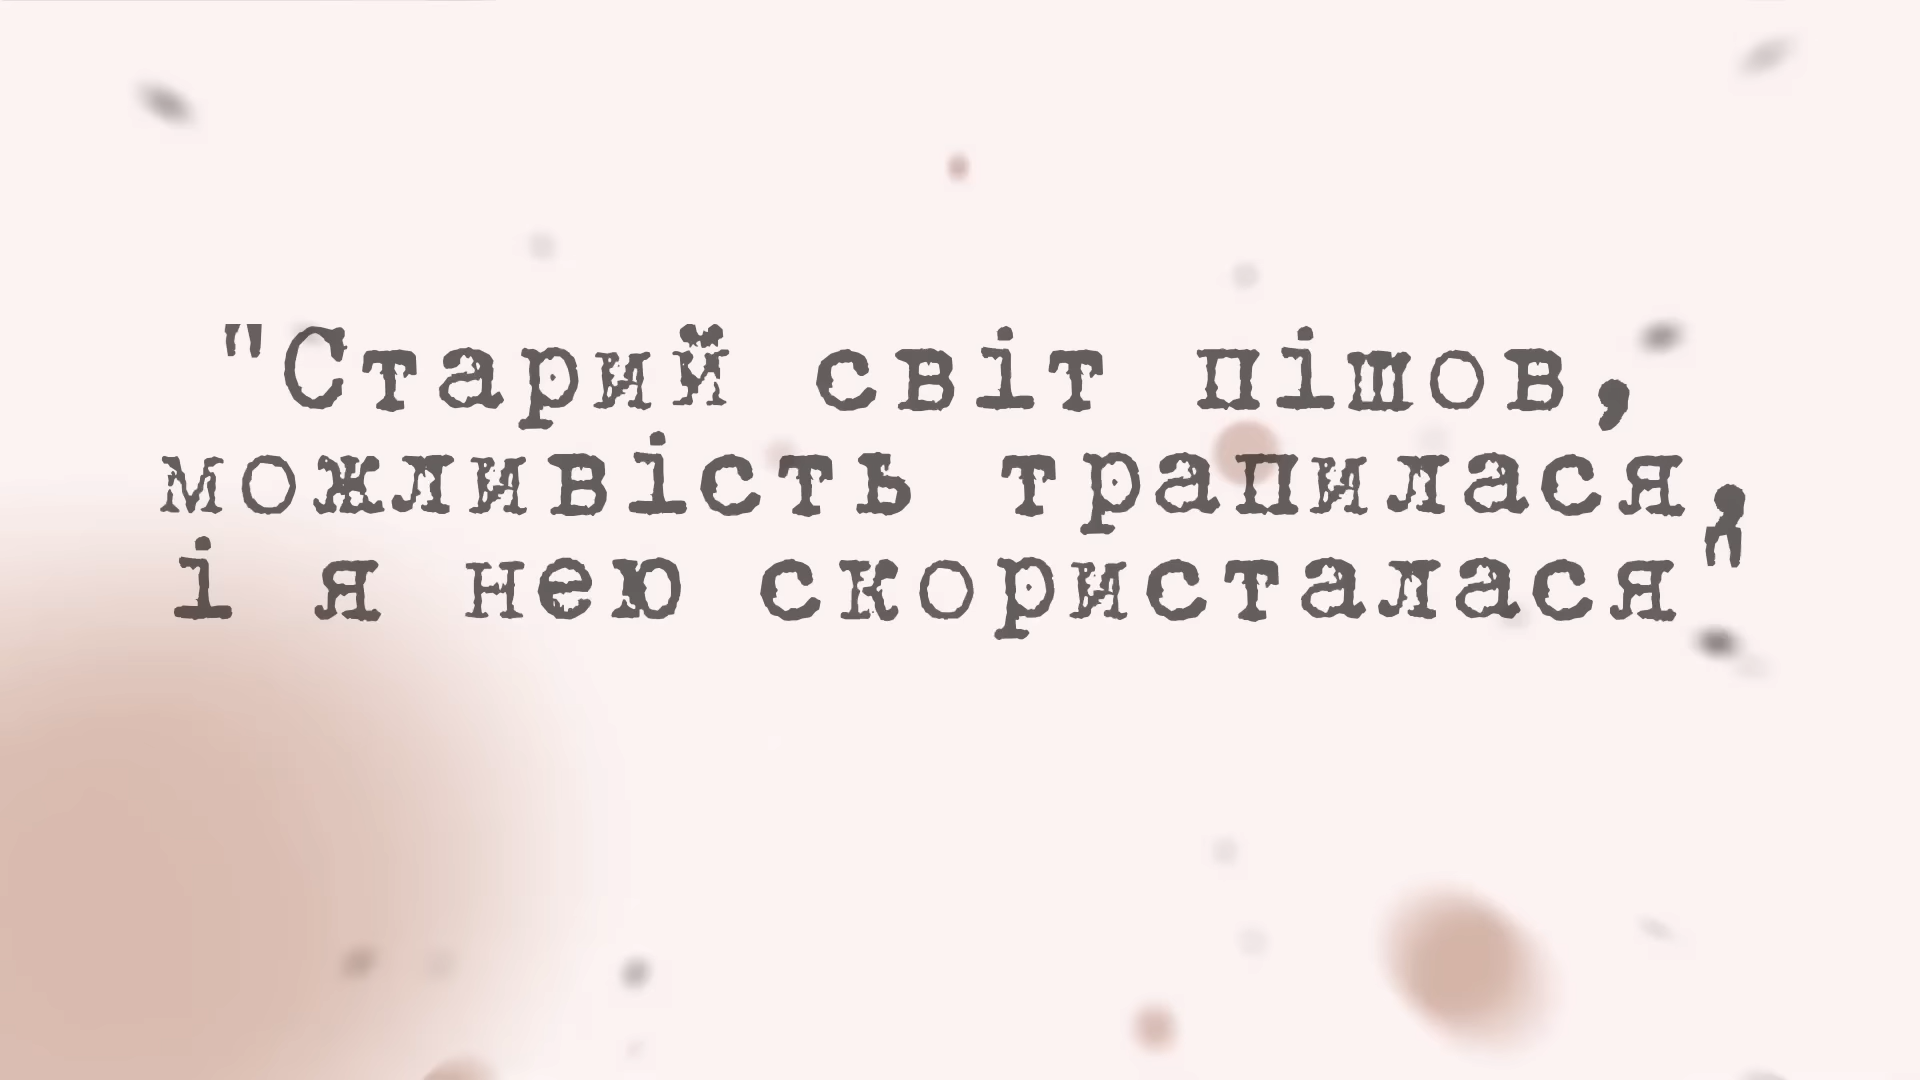 "Старий світ пішов,
можливість трапилася,
і я нею скористалася"